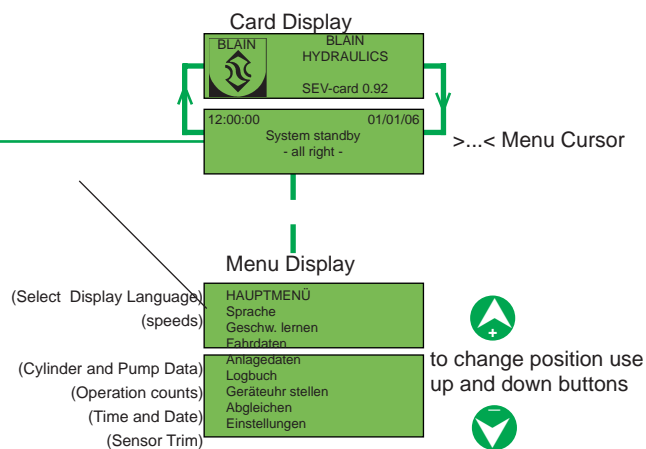 Card Display
BLAIN
BLAIN
HYDRAULICS
SEV-card 0.92
12:00:00 01/01/06
System standby
- all right -
>...< Menu Cursor
Menu Display
(Select Display Language)
(speeds)
HAUPTMENÜ
Sprache
Geschw. lernen
Fahrdaten
(Cylinder and Pump Data)
(Operation counts)
(Time and Date)
(Sensor Trim)
Anlagedaten
Logbuch
Geräteuhr stellen
Abgleichen
Einstellungen
+
to change position use
up and down buttons
–